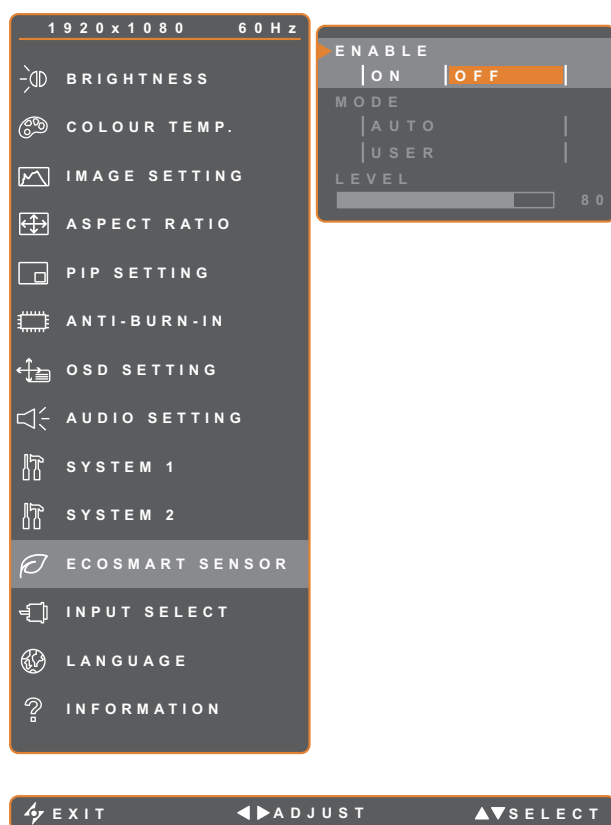 1920x1080 60Hz
BRIGHTNESS
COLOUR TEMP.
IMAGE SETTING
ASPECT RATIO
PIP SETTING
ANTI-BURN-IN
OSD SETTING
AUDIO SETTING
SYSTEM 1
SYSTEM 2
ECOSMART SENSOR
INPUT SELECT
LANGUAGE
INFORMATION
ENABLE
ON OFF
MODE
AUTO
USER
LEVEL
80
EXIT ADJUST SELECT